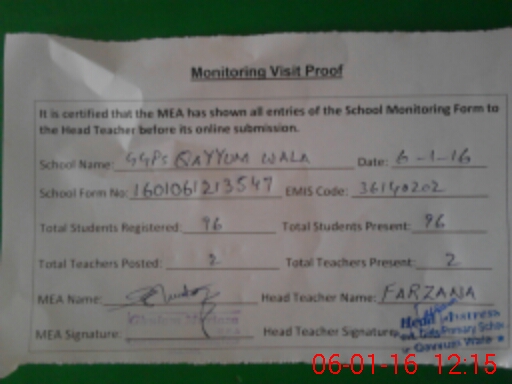 Monitoring Visit Proof
It is certified that the MEA has shown all entries of the School Monitoring Form to
the Head Teacher before its online submission.
School Name: GGPS QAYYUM WALA Date: 6-1-16
School Form No: 1601061213547 EMIS Code: 36140202
Total Students Registered: 96 Total Students Present: 96
Total Teachers Posted: 2 Total Teachers Present: 2
MEA Name: Head Teacher Name: FARZANA
MEA Signature: Head Teacher Signature
Head Mistress
Govt. Girls Primary School
Qayyum Wala
06-01-16 12:15